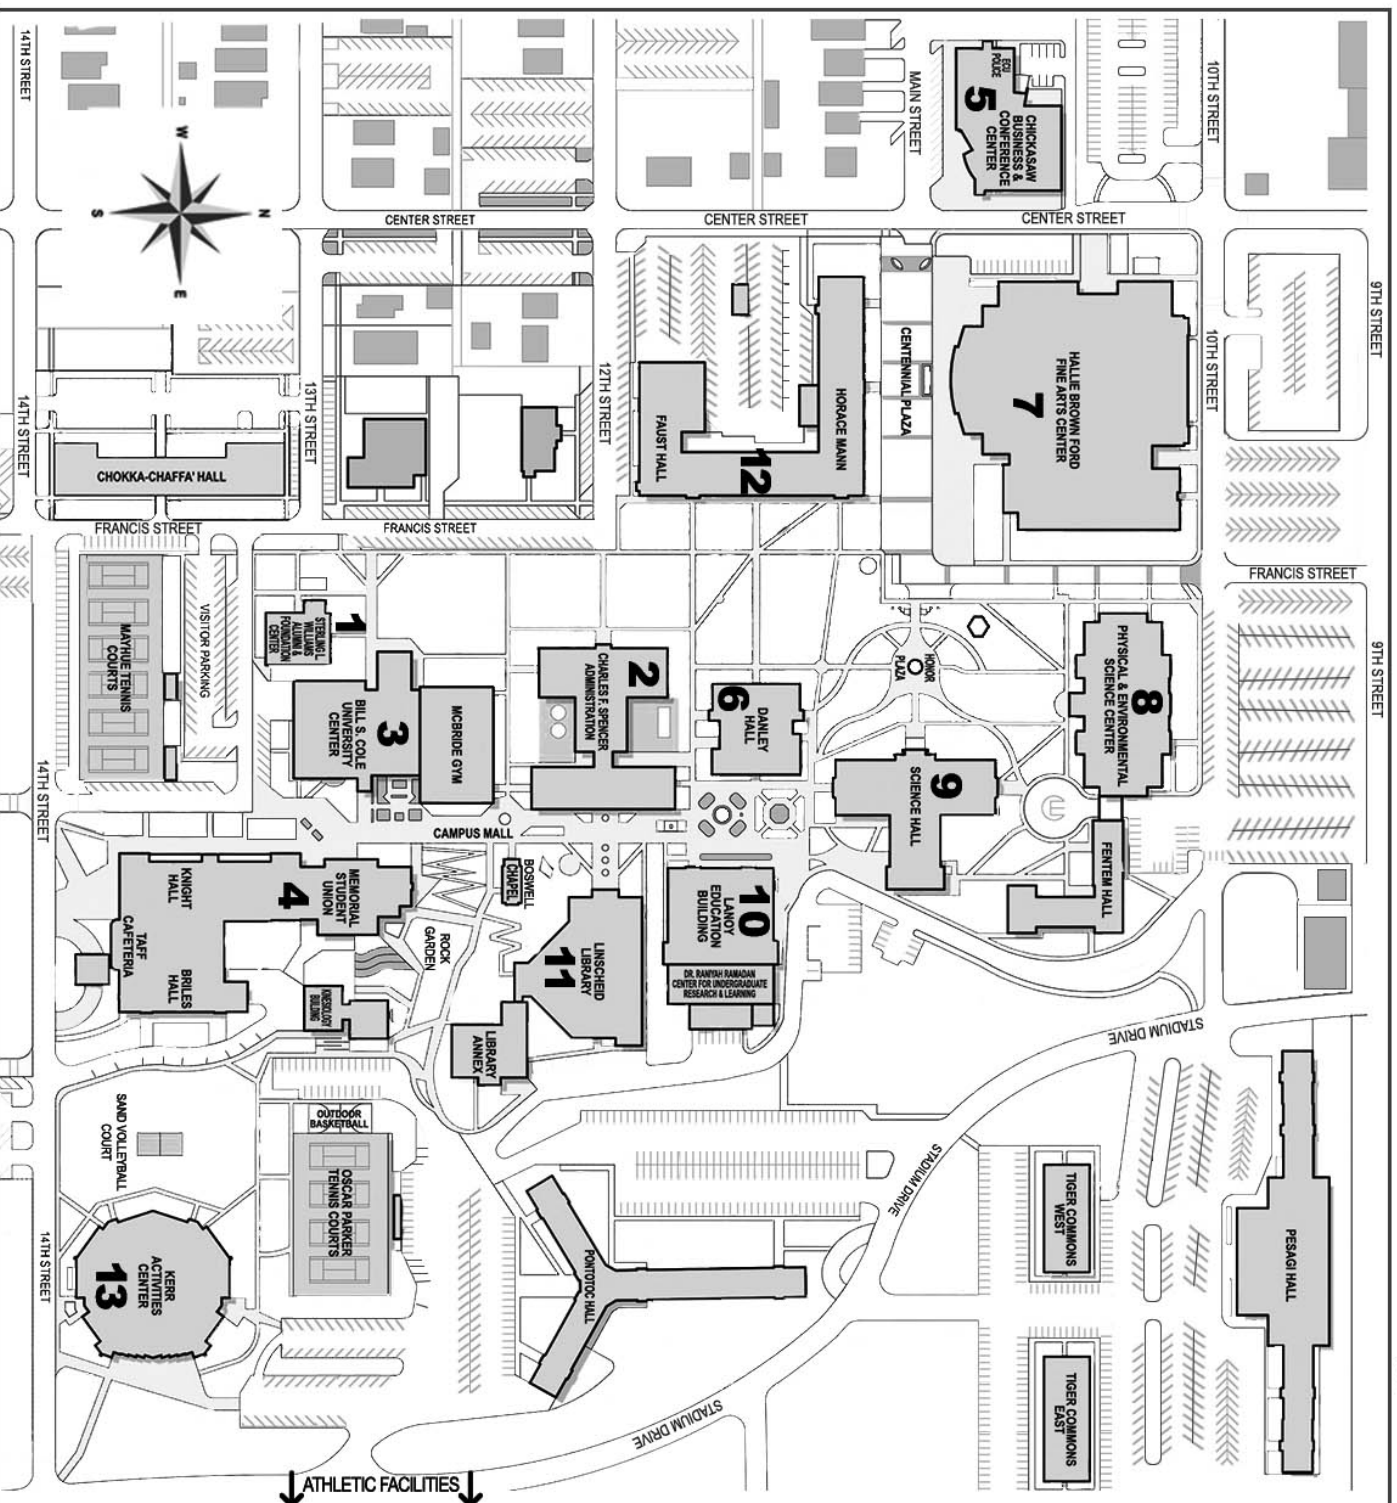 14TH STREET
MAIN STREET
ECU
POLICE
5
CHICKASAW
BUSINESS &
CONFERENCE
CENTER
10TH STREET
W
S
N
E
CENTER STREET
CENTER STREET
CENTER STREET
9TH STREET
14TH STREET
13TH STREET
12TH STREET
CENTENNIAL PLAZA
10TH STREET
CHOKKA-CHAFFA' HALL
FAUST HALL
12
HORACE MANN
7
HALLIE BROWN FORD
FINE ARTS CENTER
FRANCIS STREET
FRANCIS STREET
FRANCIS STREET
MAYHUE TENNIS
COURTS
VISITOR PARKING
1
STERLING L.
WILLIAMS
ALUMNI &
FOUNDATION
CENTER
3
BILL S. COLE
UNIVERSITY
CENTER
MCBRIDE GYM
2
CHARLES F. SPENCER
ADMINISTRATION
6
DANLEY
HALL
HONOR
PLAZA
8
PHYSICAL & ENVIRONMENTAL
SCIENCE CENTER
9TH STREET
9
SCIENCE HALL
14TH STREET
CAMPUS MALL
KNIGHT
HALL
4
MEMORIAL
STUDENT
UNION
TAFF
CAFETERIA
BRILES
HALL
ROCK
GARDEN
BOSWELL
CHAPEL
KINESIOLOGY
BUILDING
11
LINSCHEID
LIBRARY
LIBRARY
ANNEX
10
LANOY
EDUCATION
BUILDING
DR. RANIYAH RAMADAN
CENTER FOR UNDERGRADUATE
RESEARCH & LEARNING
FENTEM HALL
STADIUM DRIVE
SAND VOLLEYBALL
COURT
OUTDOOR
BASKETBALL
OSCAR PARKER
TENNIS COURTS
STADIUM DRIVE
TIGER COMMONS
WEST
PESAGI HALL
14TH STREET
13
KERR
ACTIVITIES
CENTER
PONTOTOC HALL
TIGER COMMONS
EAST
STADIUM DRIVE
ATHLETIC FACILITIES